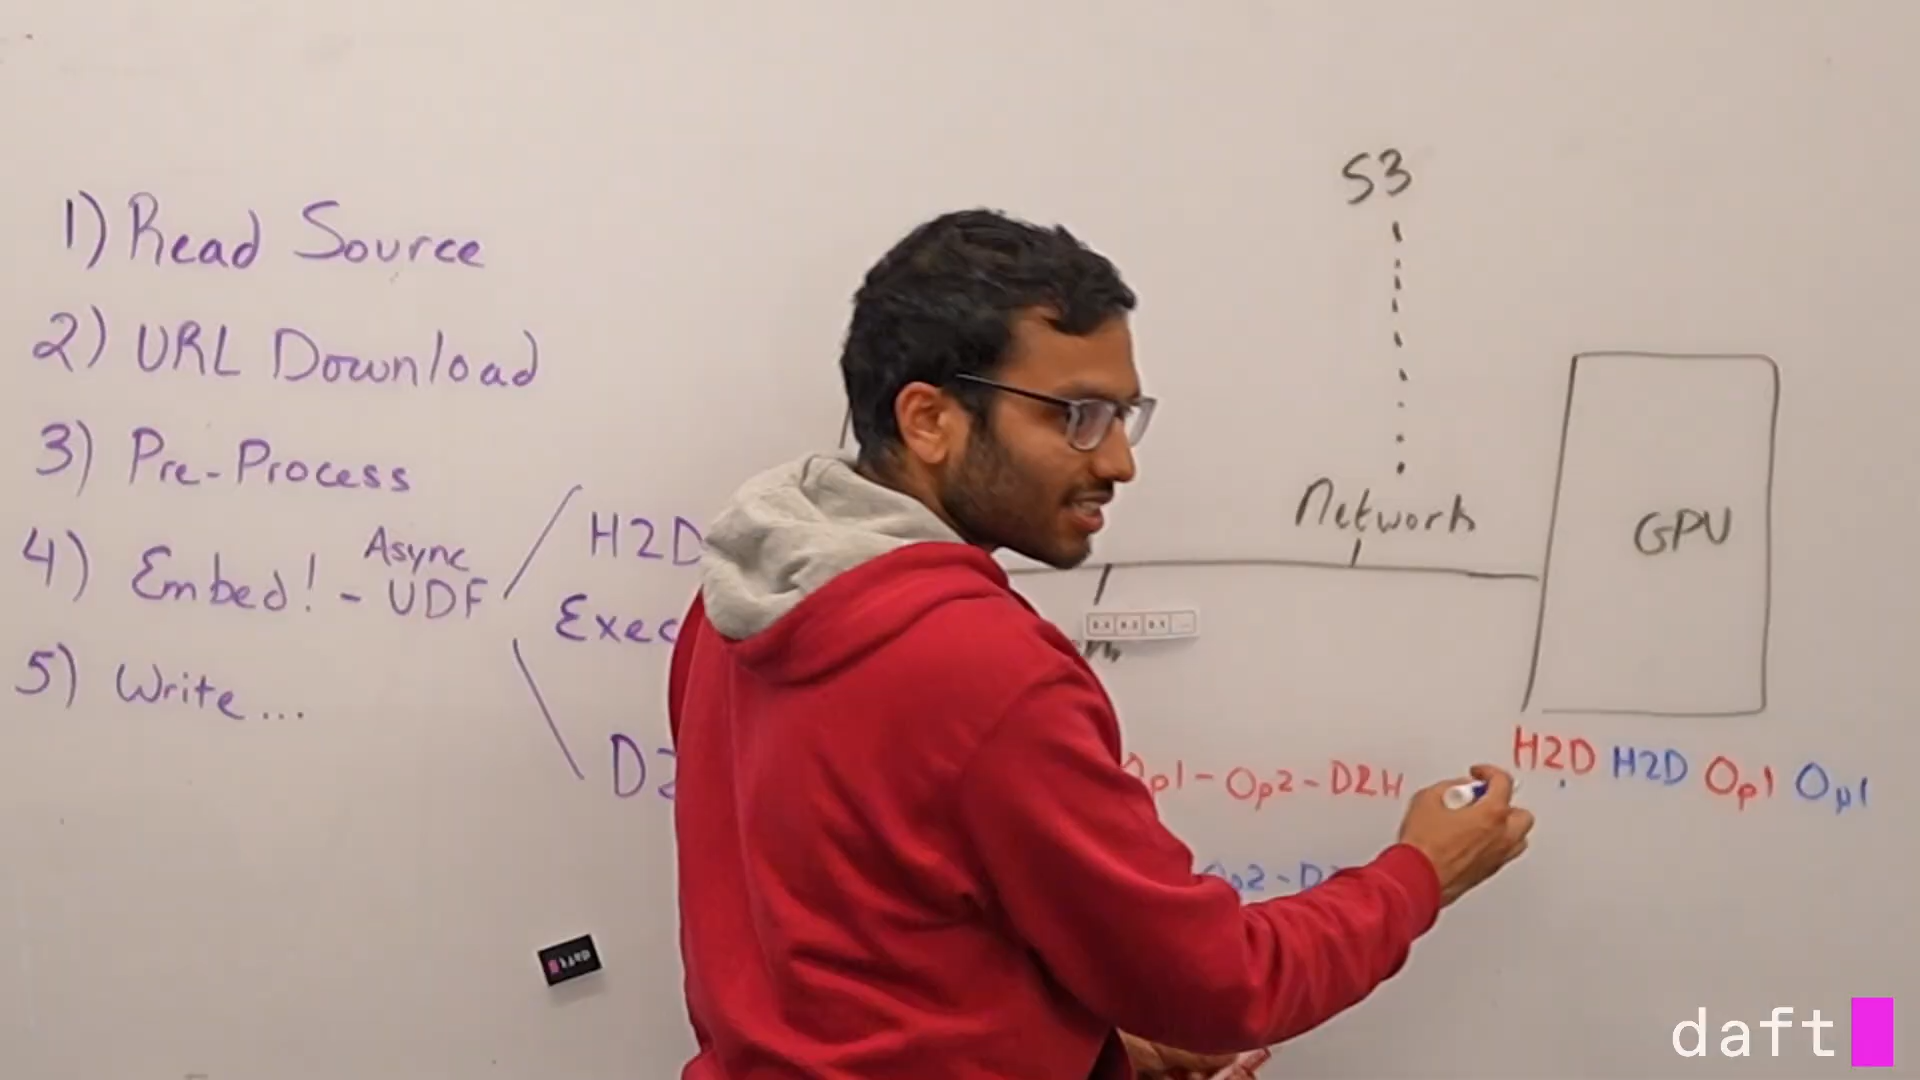 1) Read Source
2) URL Download
3) Pre-Process
4) Embed! - Async UDF
5) Write...
H2D
Exec
S3
Network
GPU
Op1 - Op2 - D2H
Op2 -
H2D H2D Op1 Op1
daft